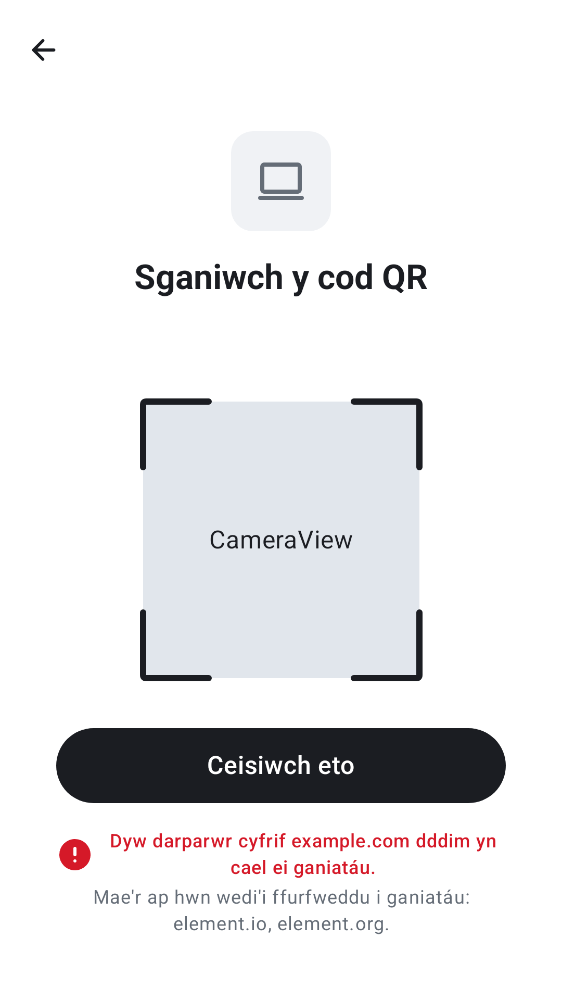 Sganiwch y cod QR
CameraView
Ceisiwch eto
Dyw darparwr cyfrif example.com dddim yn
cael ei ganiatáu.
Mae'r ap hwn wedi'i ffurfweddu i ganiatáu:
element.io, element.org.